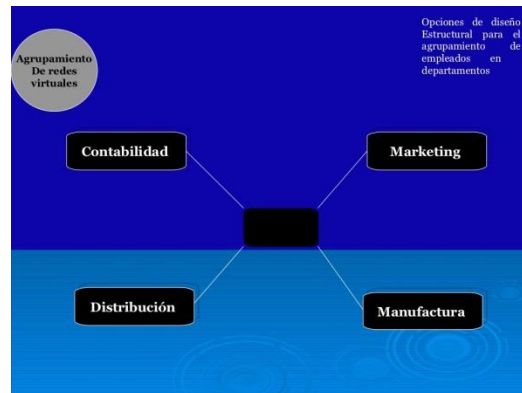 Agrupamiento
De redes
virtuales
Opciones de diseño
Estructural para el
agrupamiento de
empleados en
departamentos
Contabilidad
Marketing
Distribución
Manufactura